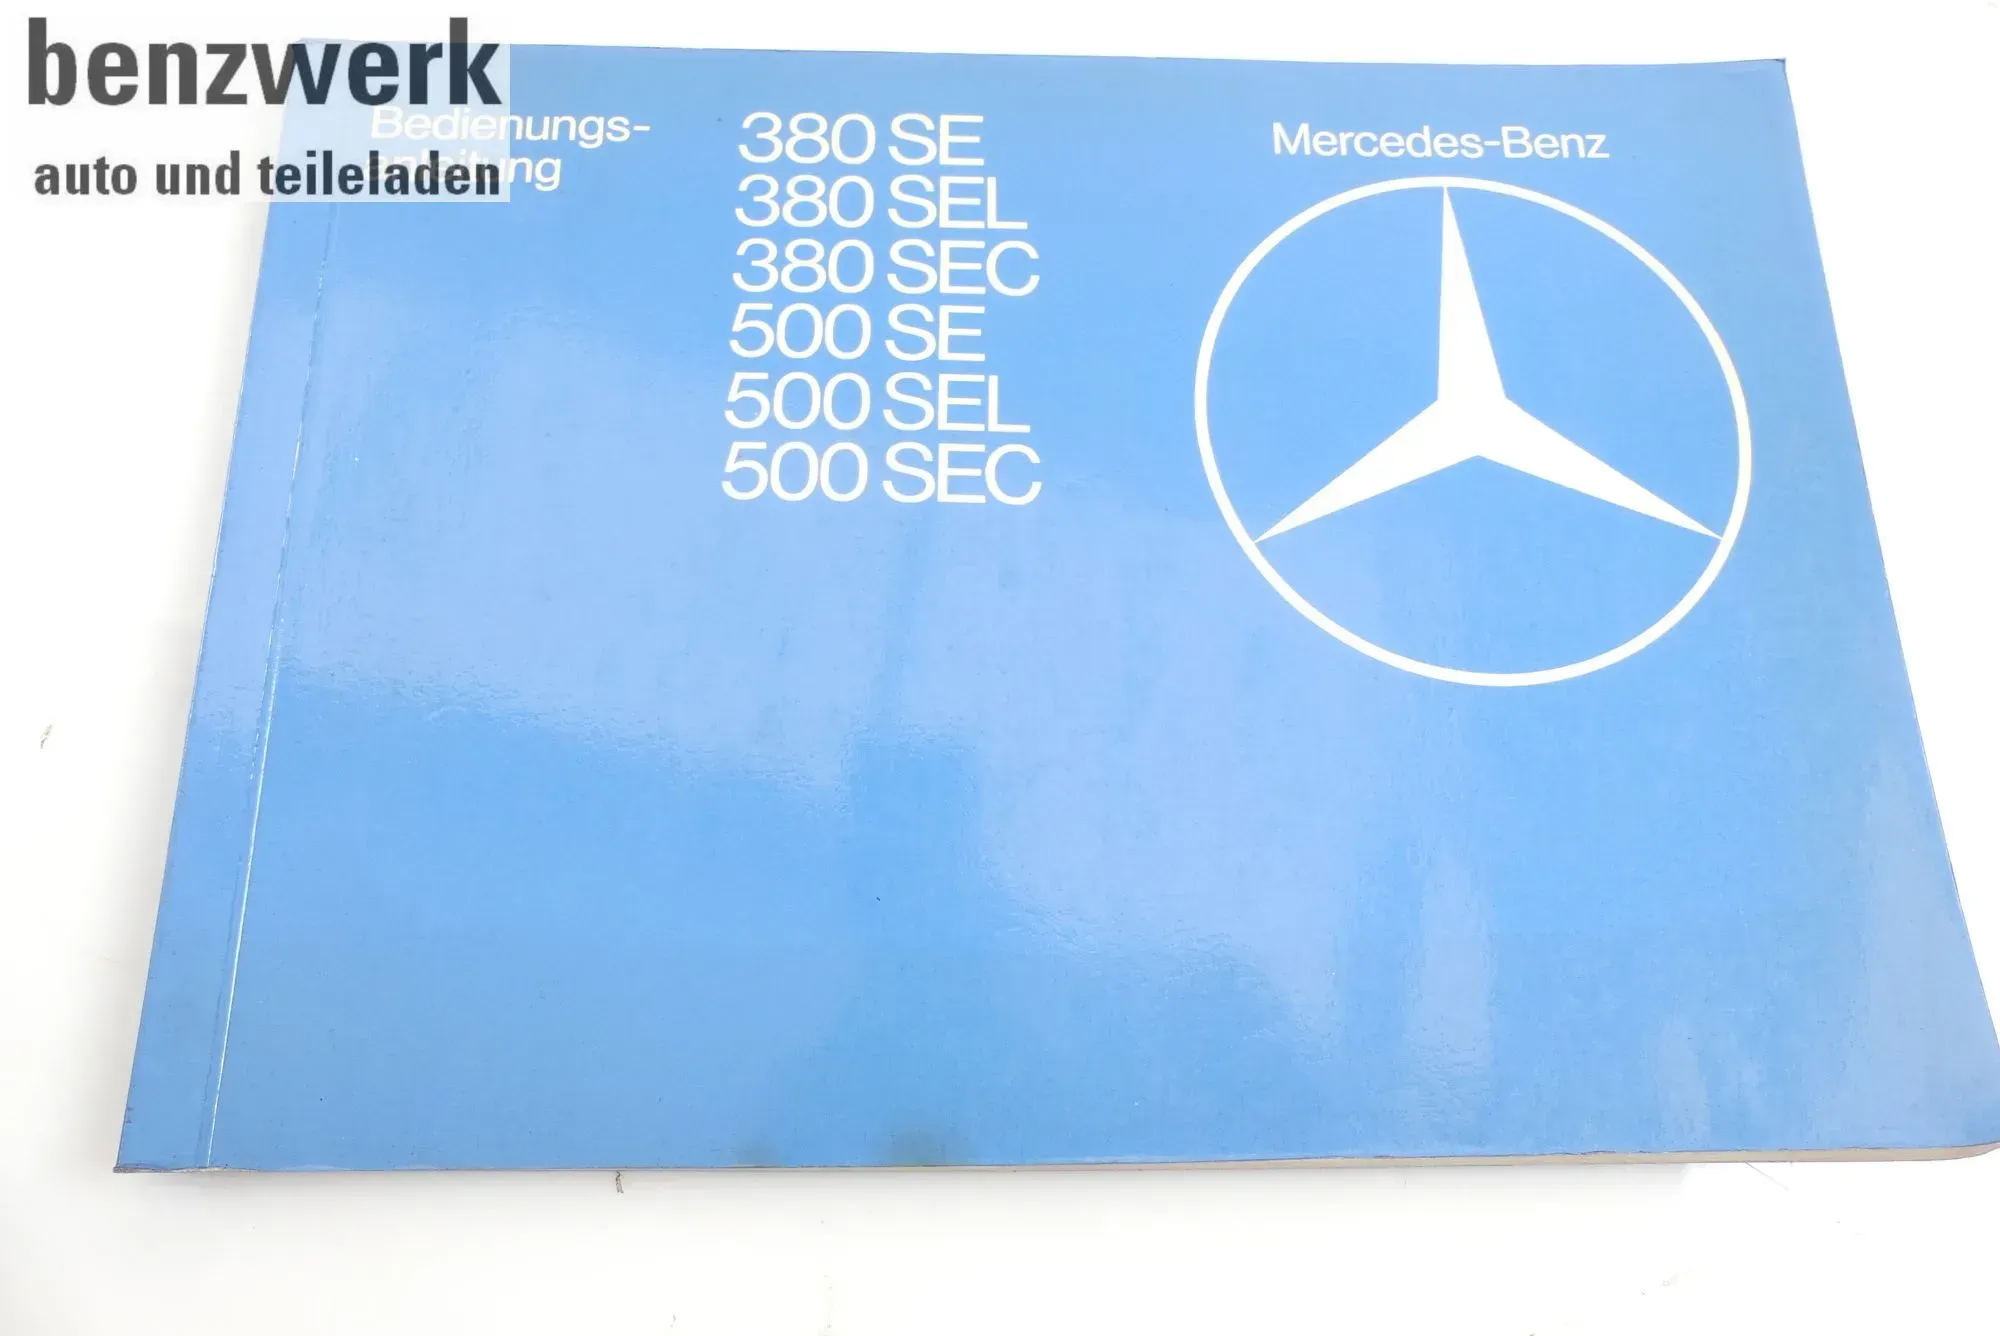 benzwerk
auto und teileladen
Bedienungs-
anleitung
380 SE
380 SEL
380 SEC
500 SE
500 SEL
500 SEC
Mercedes-Benz